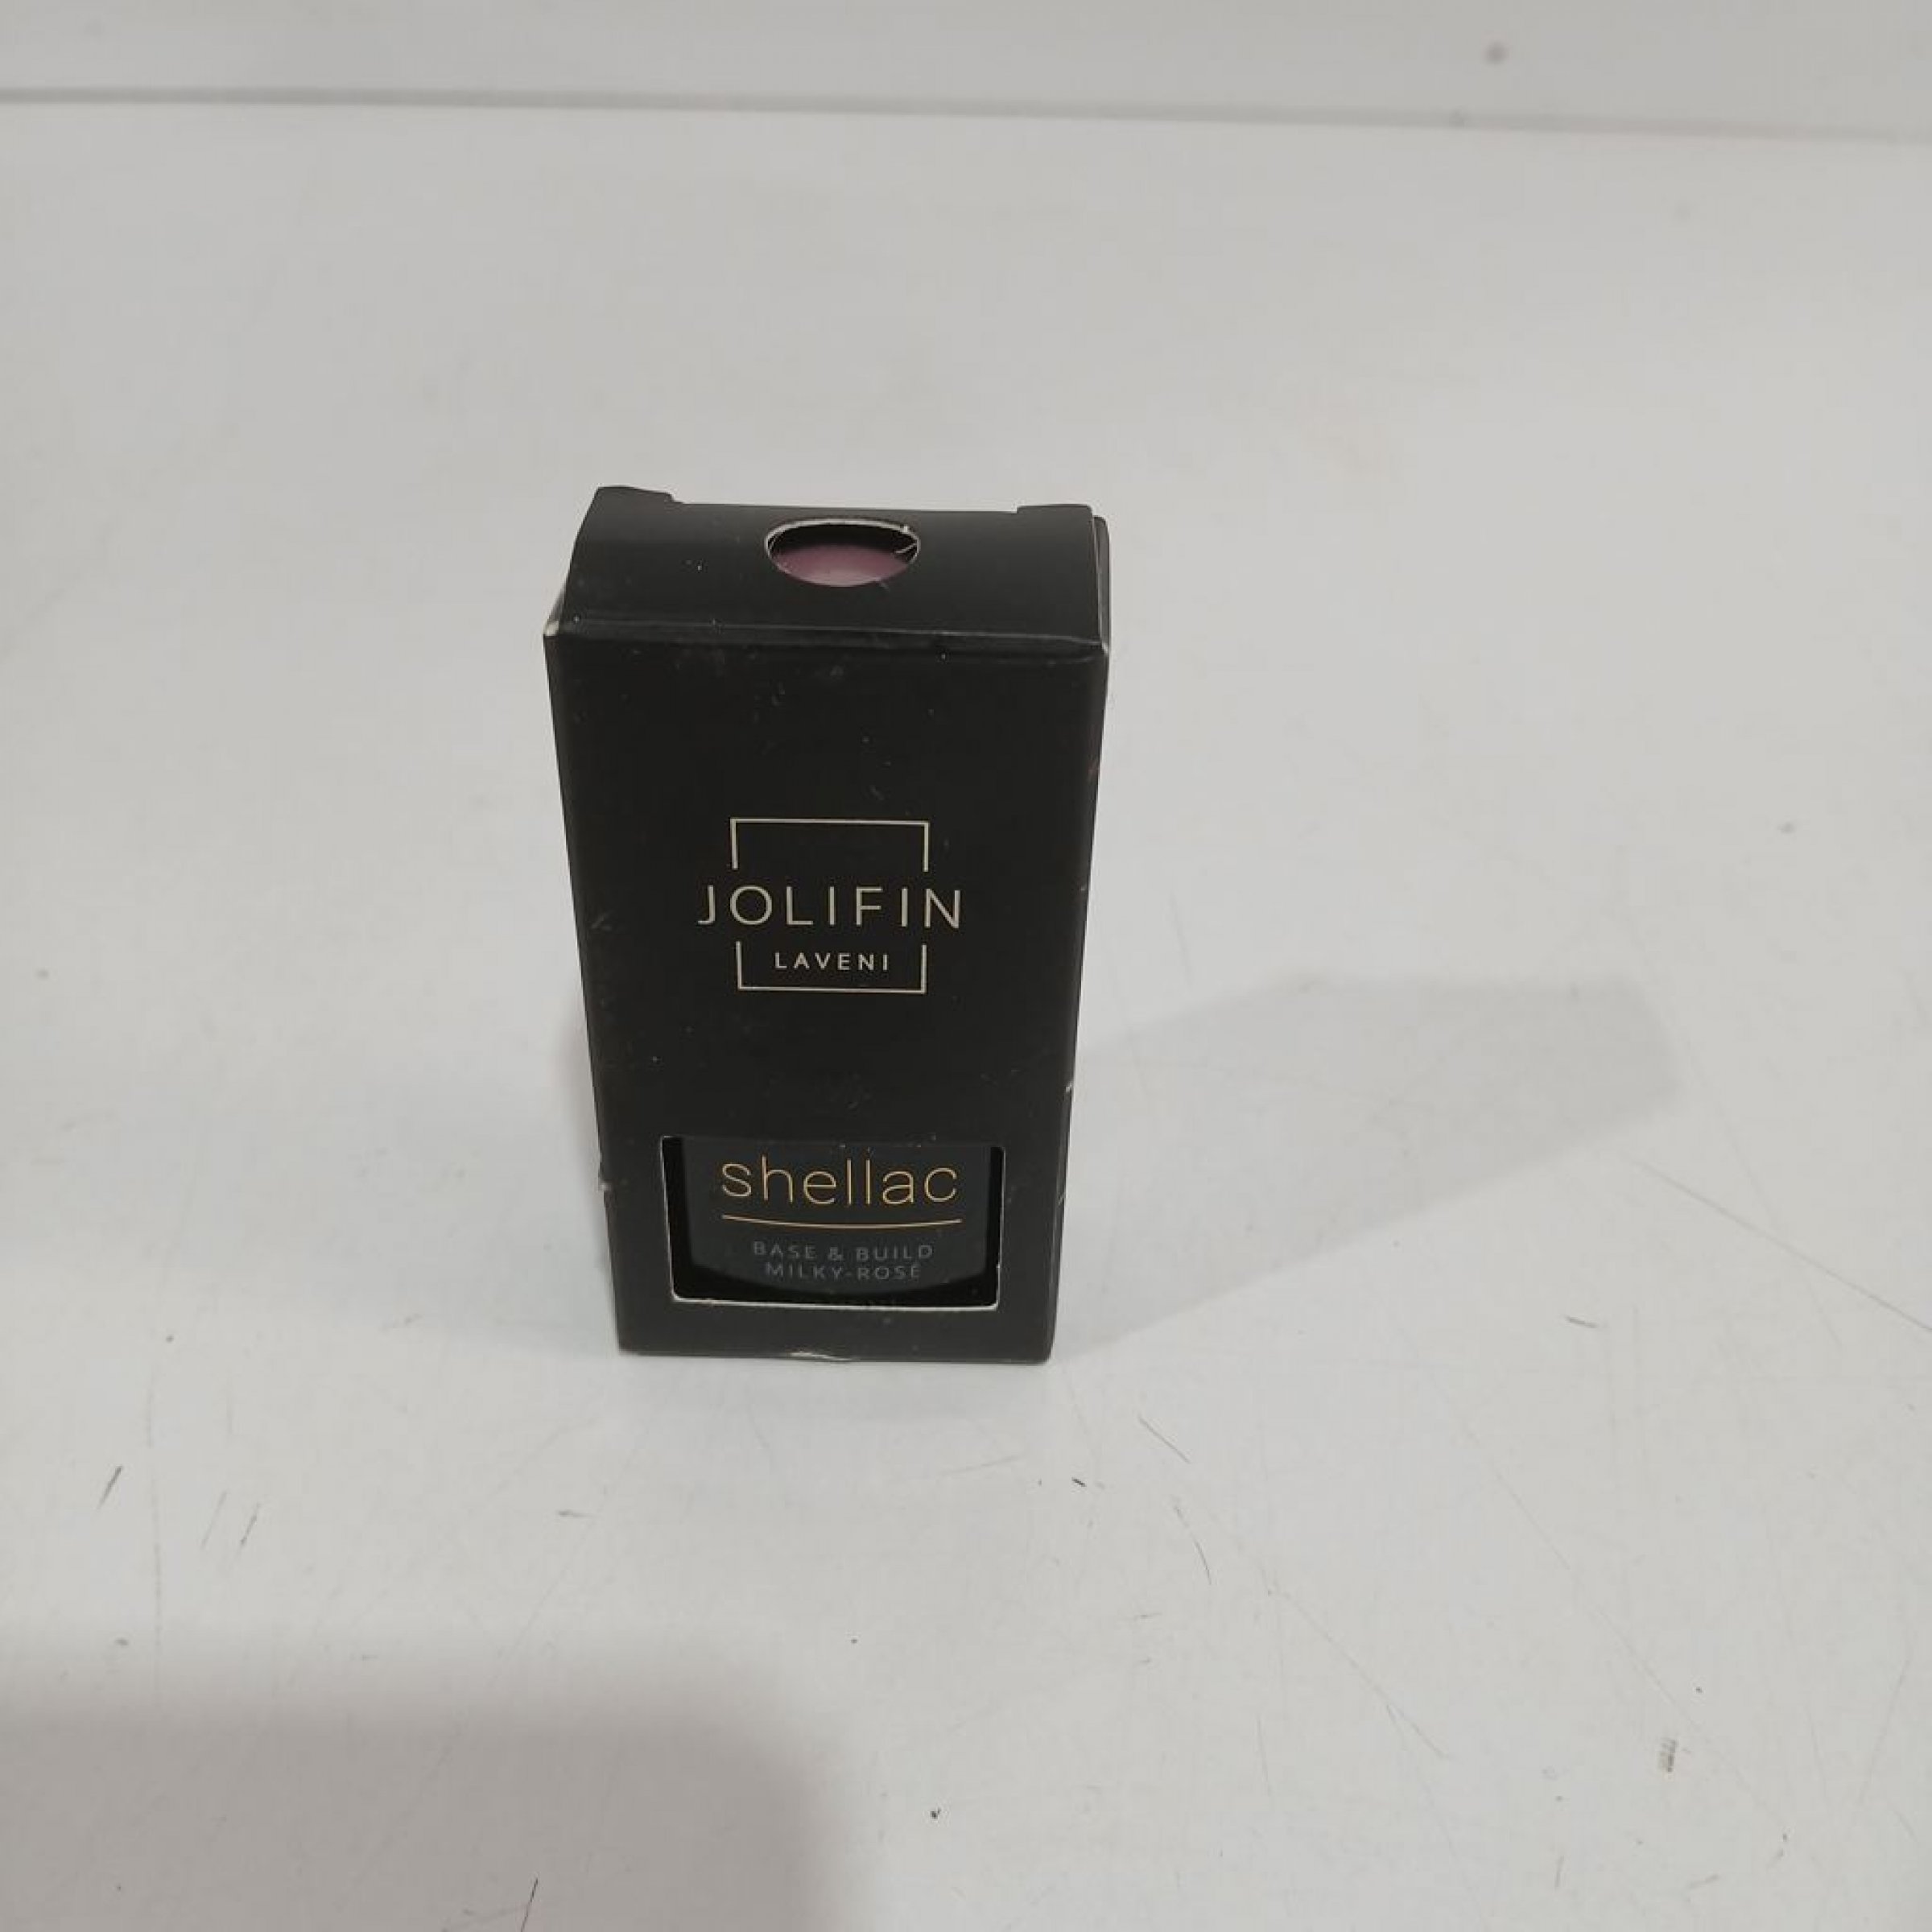 JOLIFIN
LAVENI
shellac
BASE & BUILD
MILKY-ROSÉ